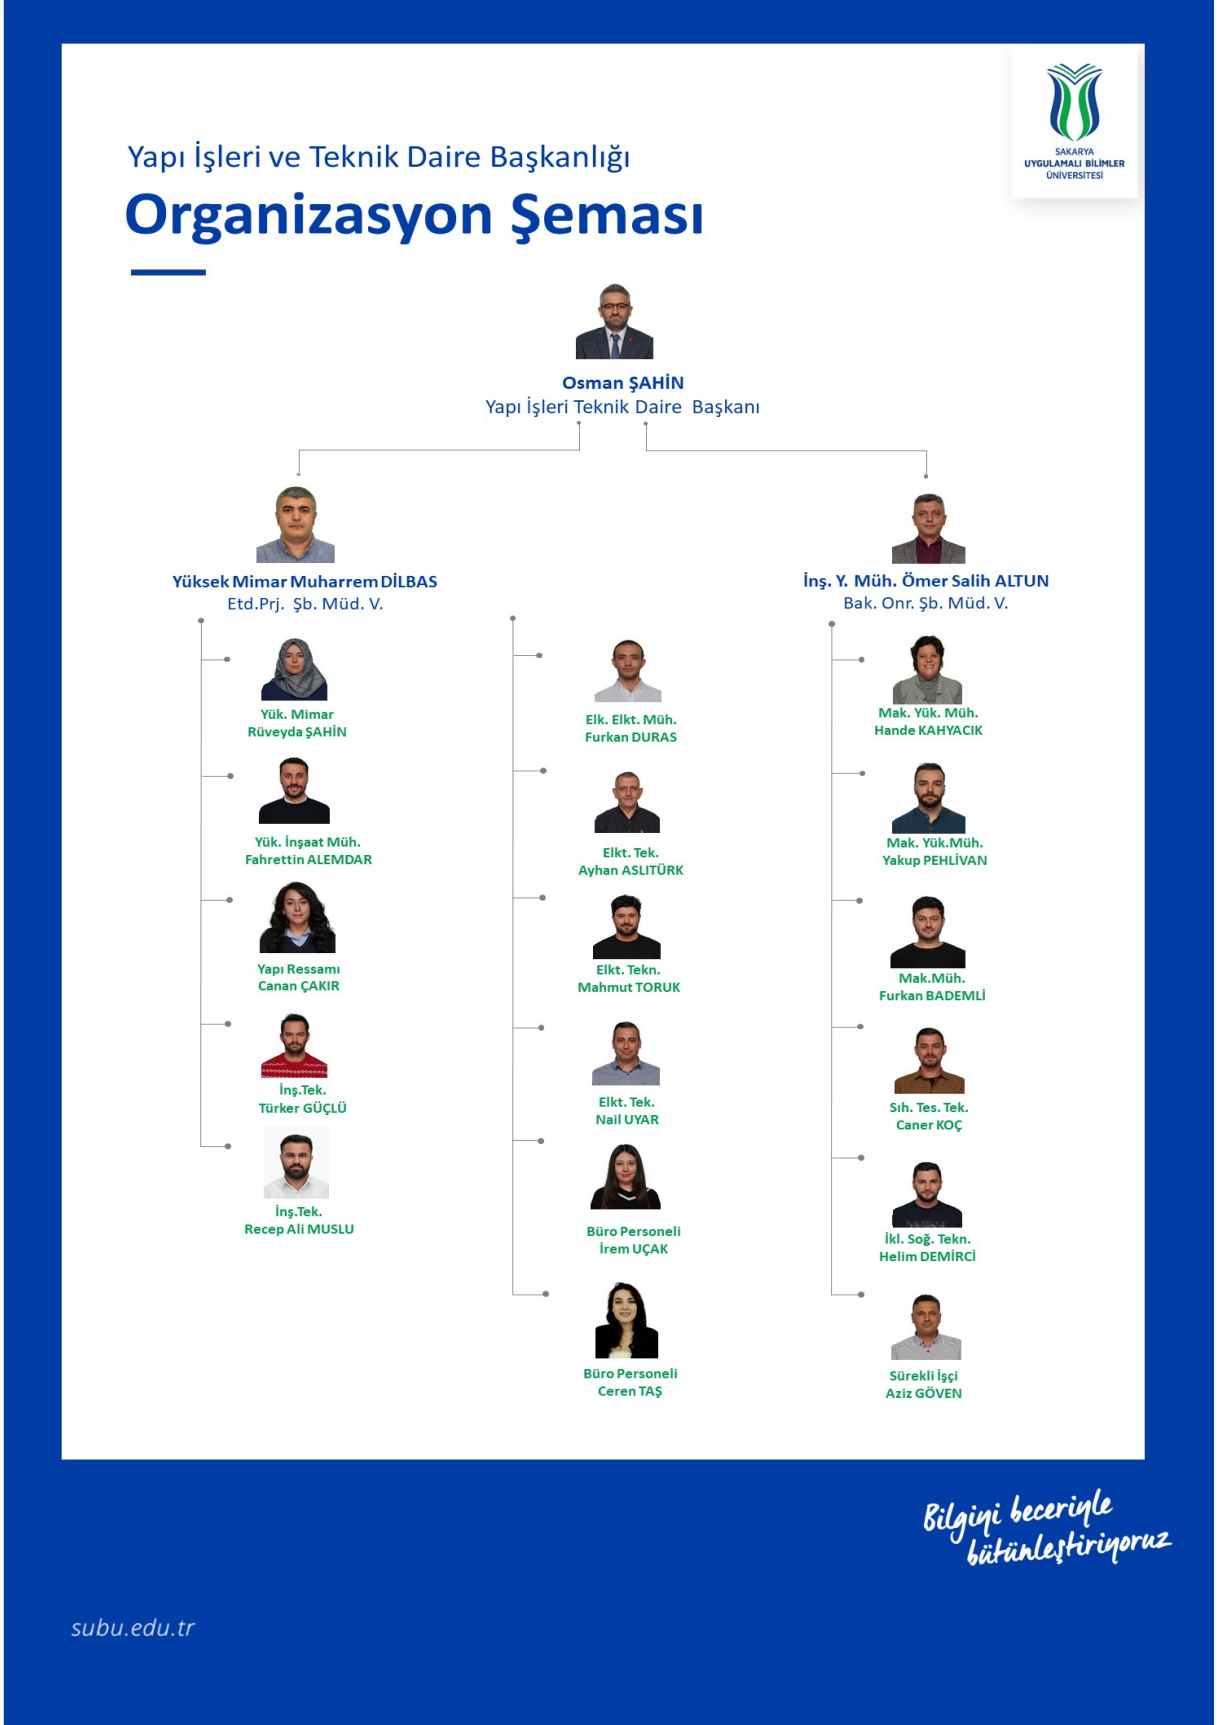 SAKARYA
UYGULAMALI BİLİMLER
ÜNİVERSİTESİ
Yapı İşleri ve Teknik Daire Başkanlığı
Organizasyon Şeması
Osman ŞAHİN
Yapı İşleri Teknik Daire Başkanı
Yüksek Mimar Muharrem DİLBAS
Etd.Prj. Şb. Müd. V.
Yük. Mimar
Rüveyda ŞAHİN
Yük. İnşaat Müh.
Fahrettin ALEMDAR
Yapı Ressamı
Canan ÇAKIR
İnş.Tek.
Türker GÜÇLÜ
İnş.Tek.
Recep Ali MUSLU
Elk. Elkt. Müh.
Furkan DURAS
Elkt. Tek.
Ayhan ASLITÜRK
Elkt. Tekn.
Mahmut TORUK
Elkt. Tek.
Nail UYAR
Büro Personeli
İrem UÇAK
Büro Personeli
Ceren TAŞ
İnş. Y. Müh. Ömer Salih ALTUN
Bak. Onr. Şb. Müd. V.
Mak. Yük. Müh.
Hande KAHYACIK
Mak. Yük.Müh.
Yakup PEHLİVAN
Mak.Müh.
Furkan BADEMLİ
Sıh. Tes. Tek.
Caner KOÇ
İkl. Soğ. Tekn.
Helim DEMİRCİ
Sürekli İşçi
Aziz GÖVEN
Bilgiyi beceriyle
bütünleştiriyoruz
subu.edu.tr